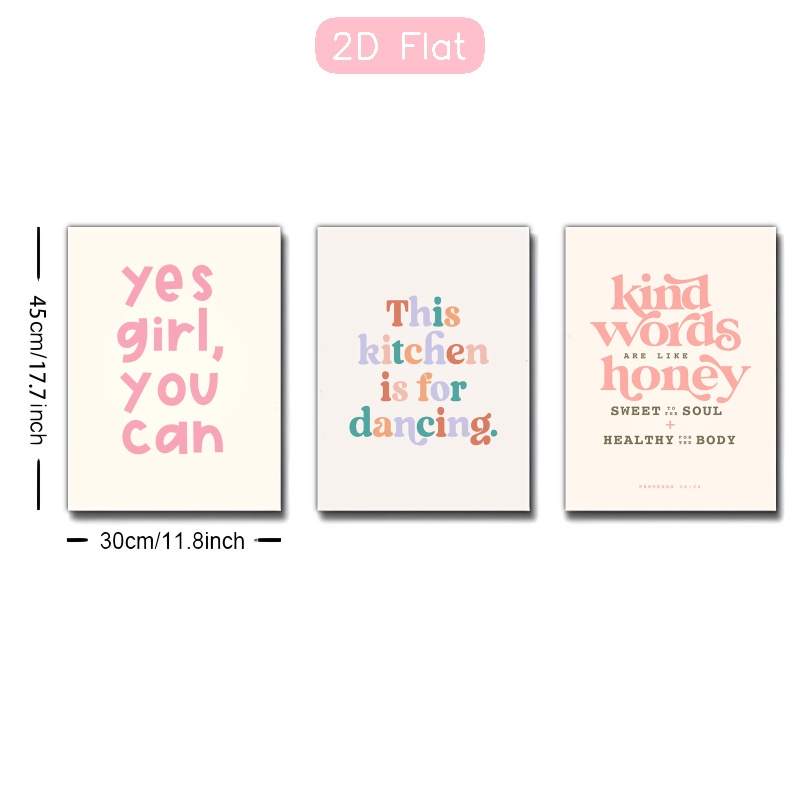 2D Flat
45cm/17.7inch
yes
girl,
you
can
This
kitchen
is for
dancing.
kind
words
ARE LIKE
honey
SWEET TO THE SOUL
+
HEALTHY FOR THE BODY
30cm/11.8inch